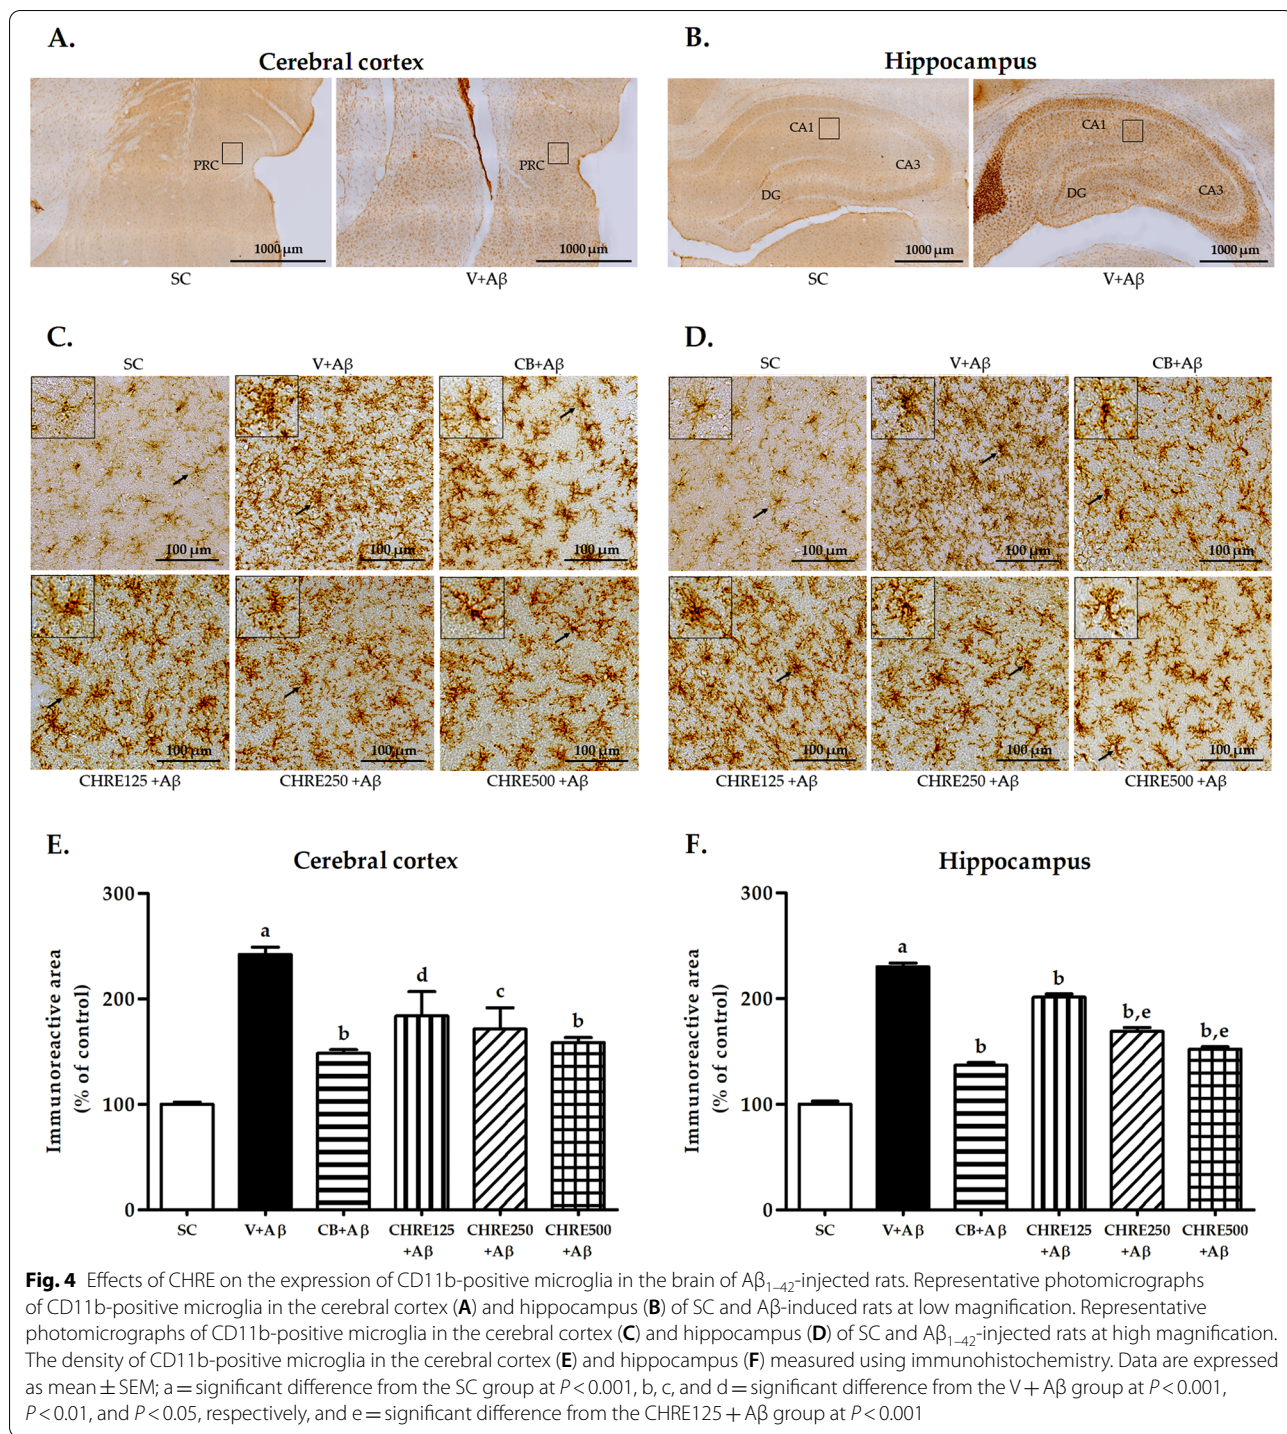 A.
Cerebral cortex
PRC
1000 µm
SC
PRC
1000 µm
V+Aβ
B.
Hippocampus
CA1
CA3
DG
1000 µm
SC
CA1
CA3
DG
1000 µm
V+Aβ
C.
SC
V+Aβ
CB+Aβ
100 µm
100 µm
100 µm
100 µm
100 µm
100 µm
CHRE125 +Aβ
CHRE250 +Aβ
CHRE500 +Aβ
D.
SC
V+Aβ
CB+Aβ
100 µm
100 µm
100 µm
100 µm
100 µm
100 µm
CHRE125 +Aβ
CHRE250 +Aβ
CHRE500 +Aβ
E.
Cerebral cortex
Immunoreactive area
(% of control)
300
200
100
0
a
b
d
c
b
SC
V+Aβ
CB+Aβ
CHRE125
+Aβ
CHRE250
+Aβ
CHRE500
+Aβ
F.
Hippocampus
Immunoreactive area
(% of control)
300
200
100
0
a
b
b
b,e
b,e
SC
V+Aβ
CB+Aβ
CHRE125
+Aβ
CHRE250
+Aβ
CHRE500
+Aβ
Fig. 4 Effects of CHRE on the expression of CD11b-positive microglia in the brain of Aβ1–42-injected rats. Representative photomicrographs
of CD11b-positive microglia in the cerebral cortex (A) and hippocampus (B) of SC and Aβ-induced rats at low magnification. Representative
photomicrographs of CD11b-positive microglia in the cerebral cortex (C) and hippocampus (D) of SC and Aβ1–42-injected rats at high magnification.
The density of CD11b-positive microglia in the cerebral cortex (E) and hippocampus (F) measured using immunohistochemistry. Data are expressed
as mean ± SEM; a = significant difference from the SC group at P < 0.001, b, c, and d = significant difference from the V + Aβ group at P < 0.001,
P < 0.01, and P < 0.05, respectively, and e = significant difference from the CHRE125 + Aβ group at P < 0.001